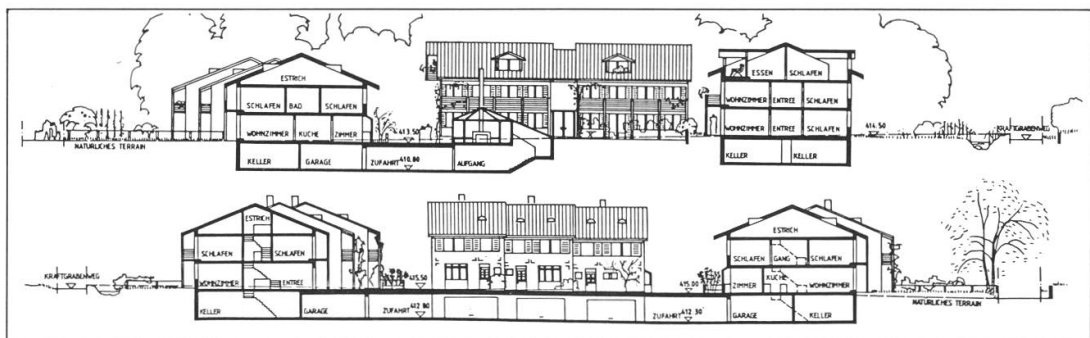 ESTRICH
SCHLAFEN BAD SCHLAFEN
WOHNZIMMER KÜCHE ZIMMER
KELLER GARAGE ZUFAHRT 410.80 AUFGANG
413.50
NATÜRLICHES TERRAIN
ESSEN SCHLAFEN
WOHNZIMMER ENTREE SCHLAFEN
WOHNZIMMER ENTREE SCHLAFEN
KELLER KELLER
414.50
KRAFTGRABENWEG
ESTRICH
SCHLAFEN SCHLAFEN
WOHNZIMMER ENTREE
KELLER GARAGE ZUFAHRT 412.80
KRAFTGRABENWEG
415.50
ESTRICH
SCHLAFEN GANG SCHLAFEN
ZIMMER KÜCHE WOHNZIMMER
ZUFAHRT 412.30 GARAGE KELLER
415.00
NATÜRLICHES TERRAIN